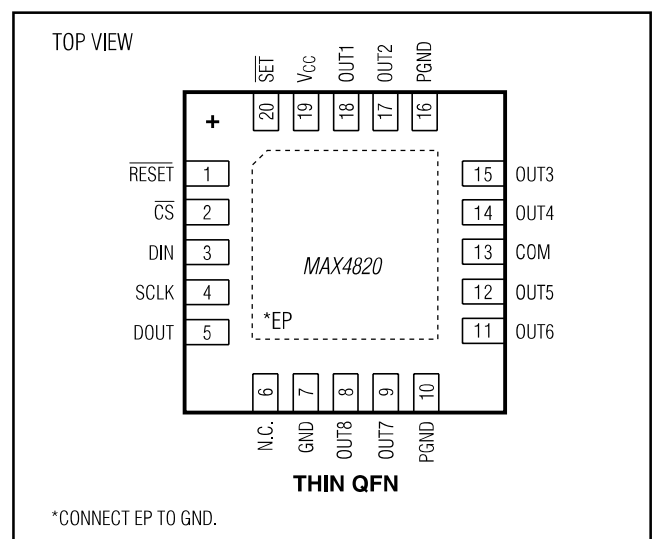 TOP VIEW
SET
VCC
OUT1
OUT2
PGND
20
19
18
17
16
+
RESET 1
15 OUT3
CS 2
14 OUT4
DIN 3
MAX4820
13 COM
SCLK 4
12 OUT5
DOUT 5
*EP
11 OUT6
6
7
8
9
10
N.C.
GND
OUT8
OUT7
PGND
THIN QFN
*CONNECT EP TO GND.